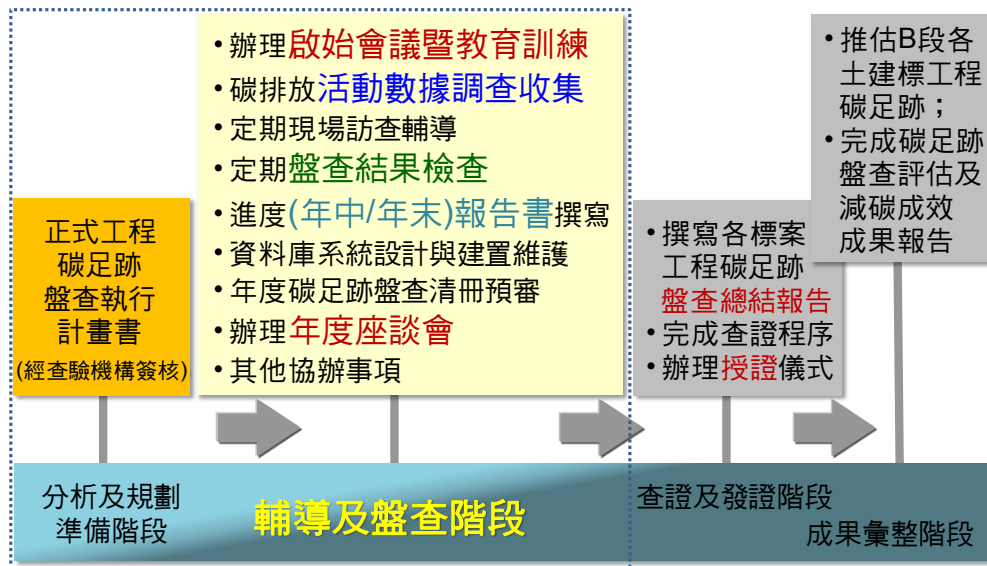 正式工程
碳足跡
盤查執行
計畫書
(經查驗機構簽核)
•辦理啟始會議暨教育訓練
•碳排放活動數據調查收集
•定期現場訪查輔導
•定期盤查結果檢查
•進度(年中/年末)報告書撰寫
•資料庫系統設計與建置維護
•年度碳足跡盤查清冊預審
•辦理年度座談會
•其他協辦事項
•撰寫各標案
工程碳足跡
盤查總結報告
•完成查證程序
•辦理授證儀式
•推估B段各
土建標工程
碳足跡；
•完成碳足跡
盤查評估及
減碳成效
成果報告
分析及規劃
準備階段
輔導及盤查階段
查證及發證階段
成果彙整階段